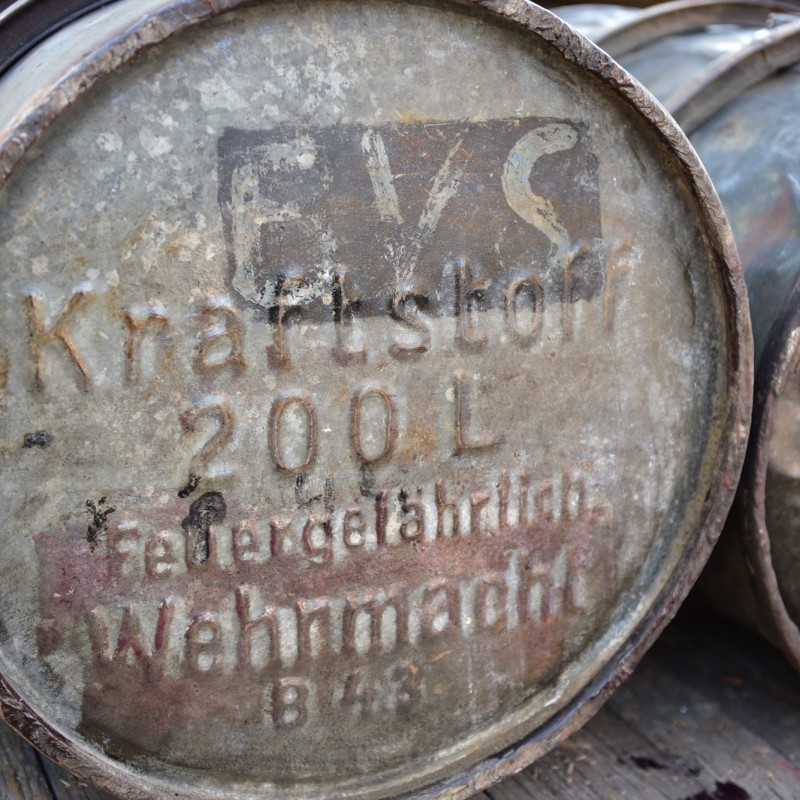 EVS
Kraftstoff
200 L
Feuergefährlich
Wehrmacht
B 43